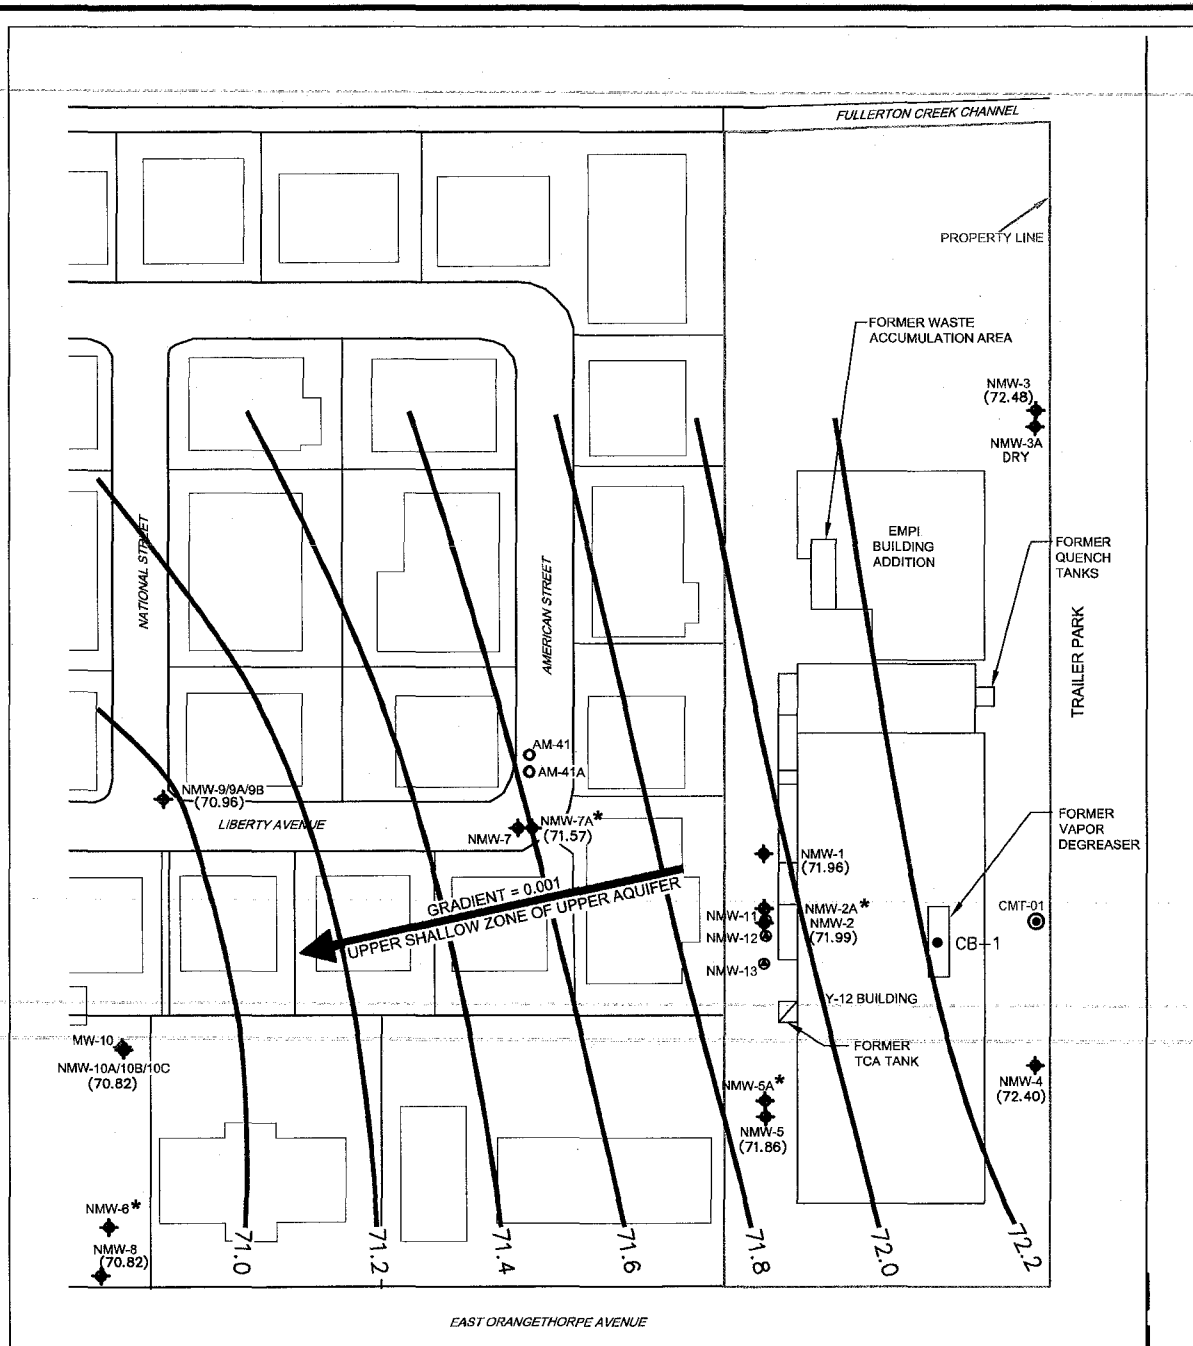 FULLERTON CREEK CHANNEL
PROPERTY LINE
FORMER WASTE
ACCUMULATION AREA
NMW-3
(72.48)
NMW-3A
DRY
EMPI
BUILDING
ADDITION
FORMER
QUENCH
TANKS
NATIONAL STREET
AMERICAN STREET
TRAILER PARK
AM-41
AM-41A
NMW-9/9A/9B
(70.96)
LIBERTY AVENUE
NMW-7
NMW-7A*
(71.57)
FORMER
VAPOR
DEGREASER
NMW-1
(71.96)
GRADIENT = 0.001
UPPER SHALLOW ZONE OF UPPER AQUIFER
NMW-11
NMW-2A*
NMW-2
(71.99)
NMW-12
NMW-13
CMT-01
CB-1
Y-12 BUILDING
FORMER
TCA TANK
MW-10
NMW-10A/10B/10C
(70.82)
NMW-5A*
NMW-5
(71.86)
NMW-4
(72.40)
NMW-6*
NMW-8
(70.82)
71.0
71.2
71.4
71.6
71.8
72.0
72.2
EAST ORANGETHORPE AVENUE